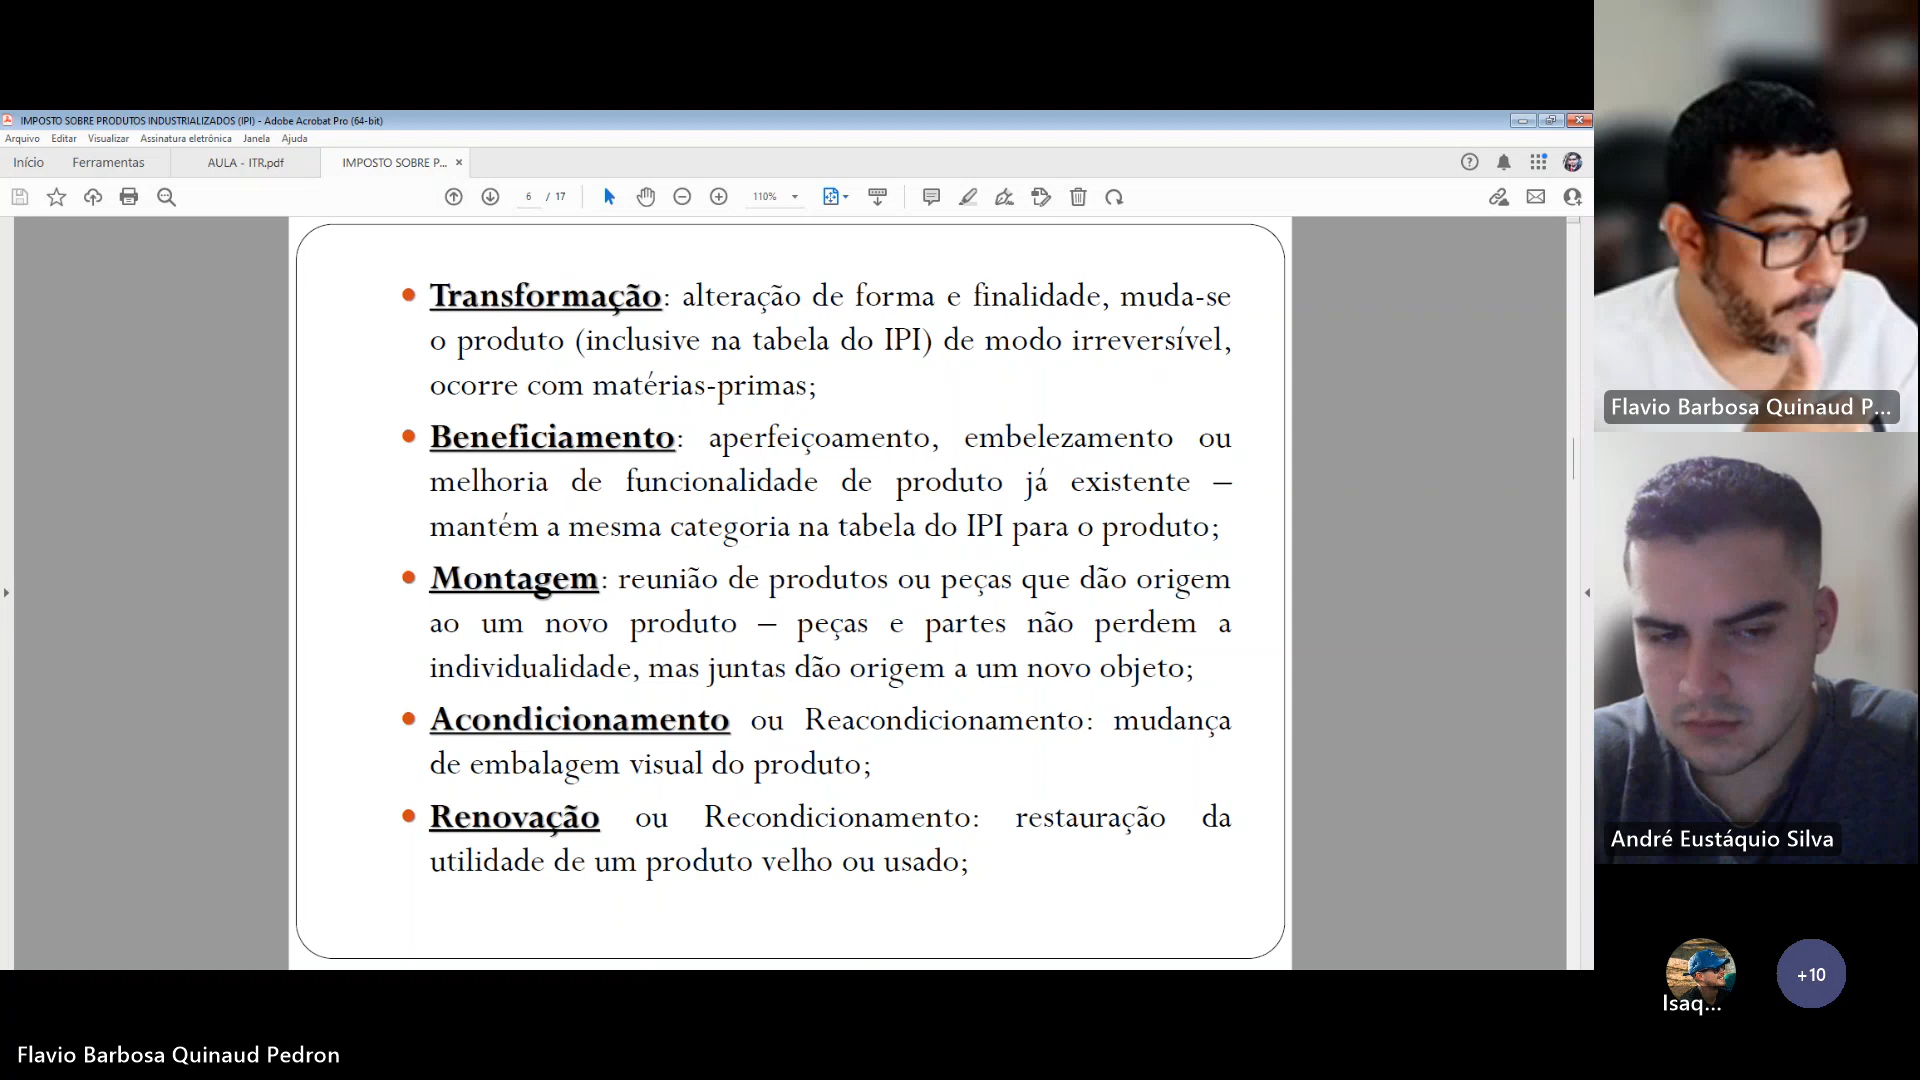 IMPOSTO SOBRE PRODUTOS INDUSTRIALIZADOS (IPI) - Adobe Acrobat Pro (64-bit)
Arquivo Editar Visualizar Assinatura eletrônica Janela Ajuda
Início Ferramentas AULA - ITR.pdf IMPOSTO SOBRE P... ×
6 / 17 110%
• Transformação: alteração de forma e finalidade, muda-se
o produto (inclusive na tabela do IPI) de modo irreversível,
ocorre com matérias-primas;
• Beneficiamento: aperfeiçoamento, embelezamento ou
melhoria de funcionalidade de produto já existente –
mantém a mesma categoria na tabela do IPI para o produto;
• Montagem: reunião de produtos ou peças que dão origem
ao um novo produto – peças e partes não perdem a
individualidade, mas juntas dão origem a um novo objeto;
• Acondicionamento ou Reacondicionamento: mudança
de embalagem visual do produto;
• Renovação ou Recondicionamento: restauração da
utilidade de um produto velho ou usado;
Flavio Barbosa Quinaud P...
André Eustáquio Silva
Isaq...
+10
Flavio Barbosa Quinaud Pedron